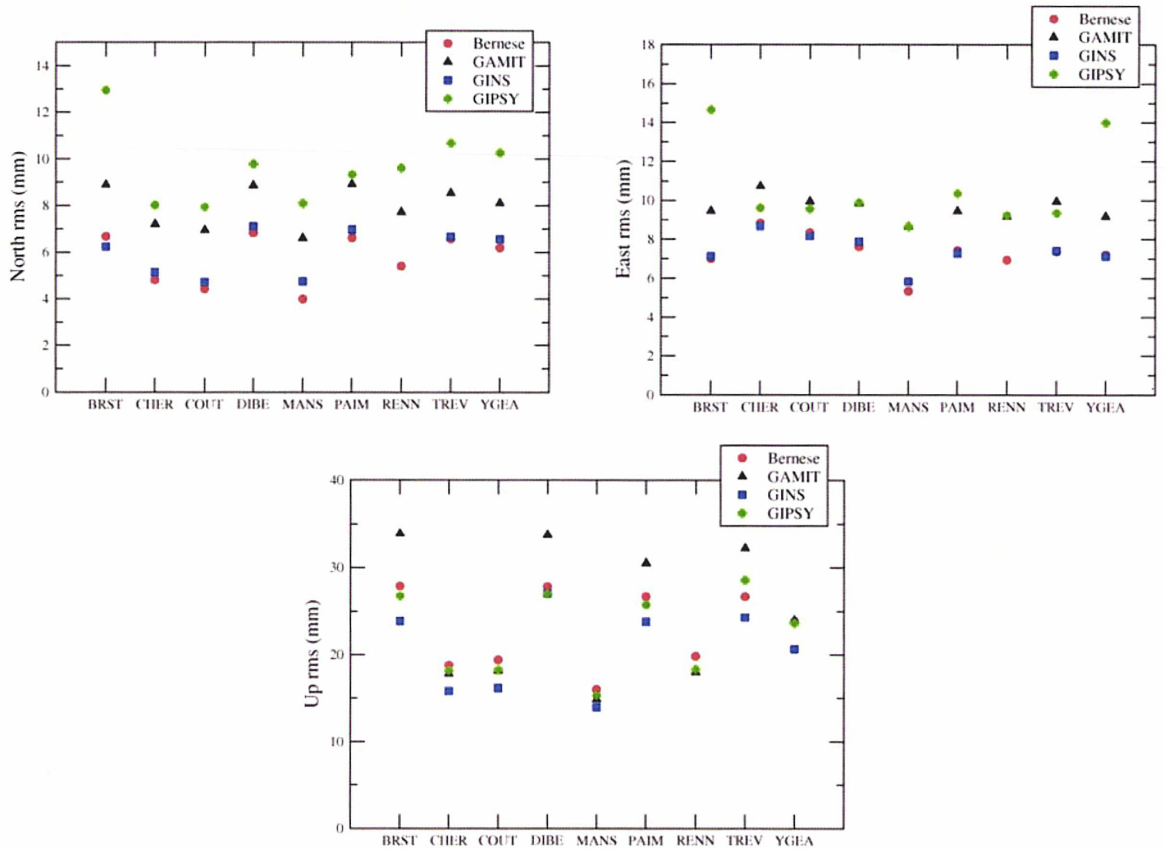 Bernese
GAMIT
GINS
GIPSY
North rms (mm)
14
12
10
8
6
4
2
0
BRST CHER COUT DIBE MANS PAIM RENN TREV YGEA
Bernese
GAMIT
GINS
GIPSY
East rms (mm)
18
16
14
12
10
8
6
4
2
0
BRST CHER COUT DIBE MANS PAIM RENN TREV YGEA
Bernese
GAMIT
GINS
GIPSY
Up rms (mm)
40
30
20
10
0
BRST CHER COUT DIBE MANS PAIM RENN TREV YGEA